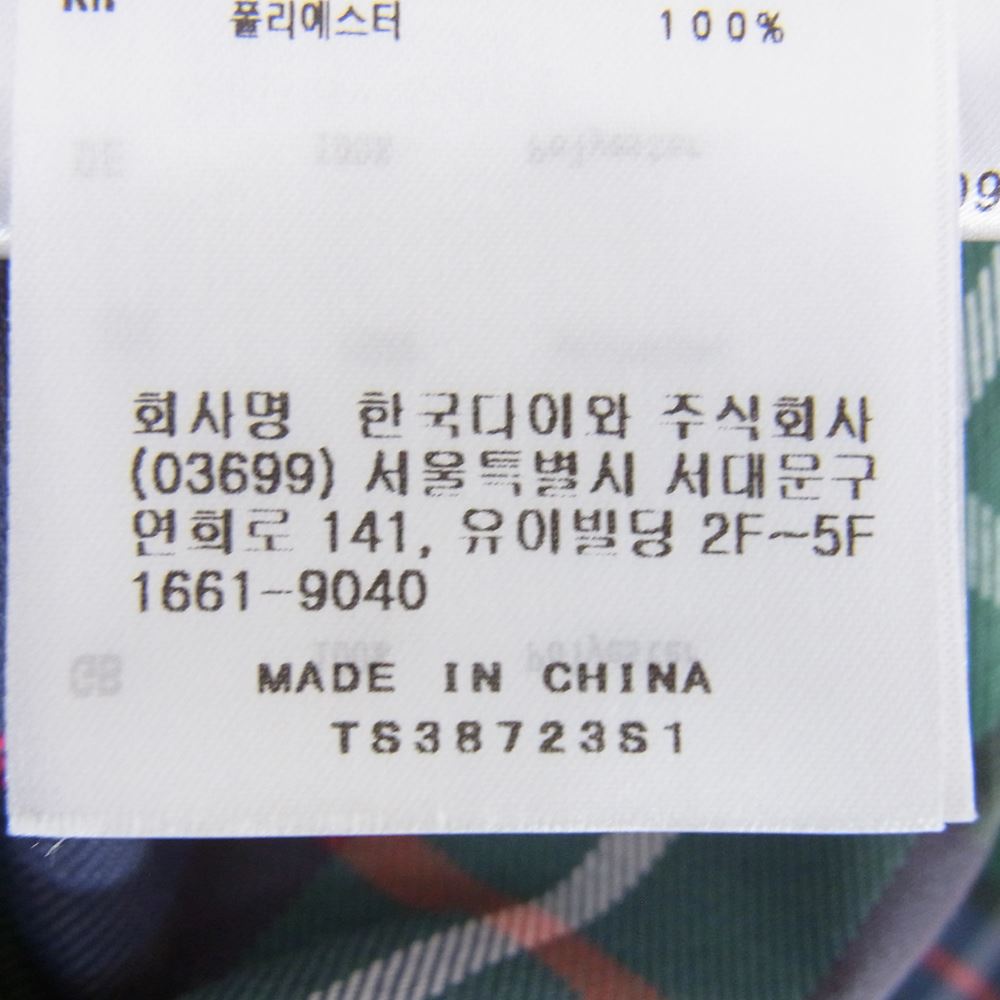 폴리에스터 100%
회사명 한국다이와 주식회사
(03699) 서울특별시 서대문구
연희로 141, 유이빌딩 2F~5F
1661-9040
MADE IN CHINA
TS38723S1